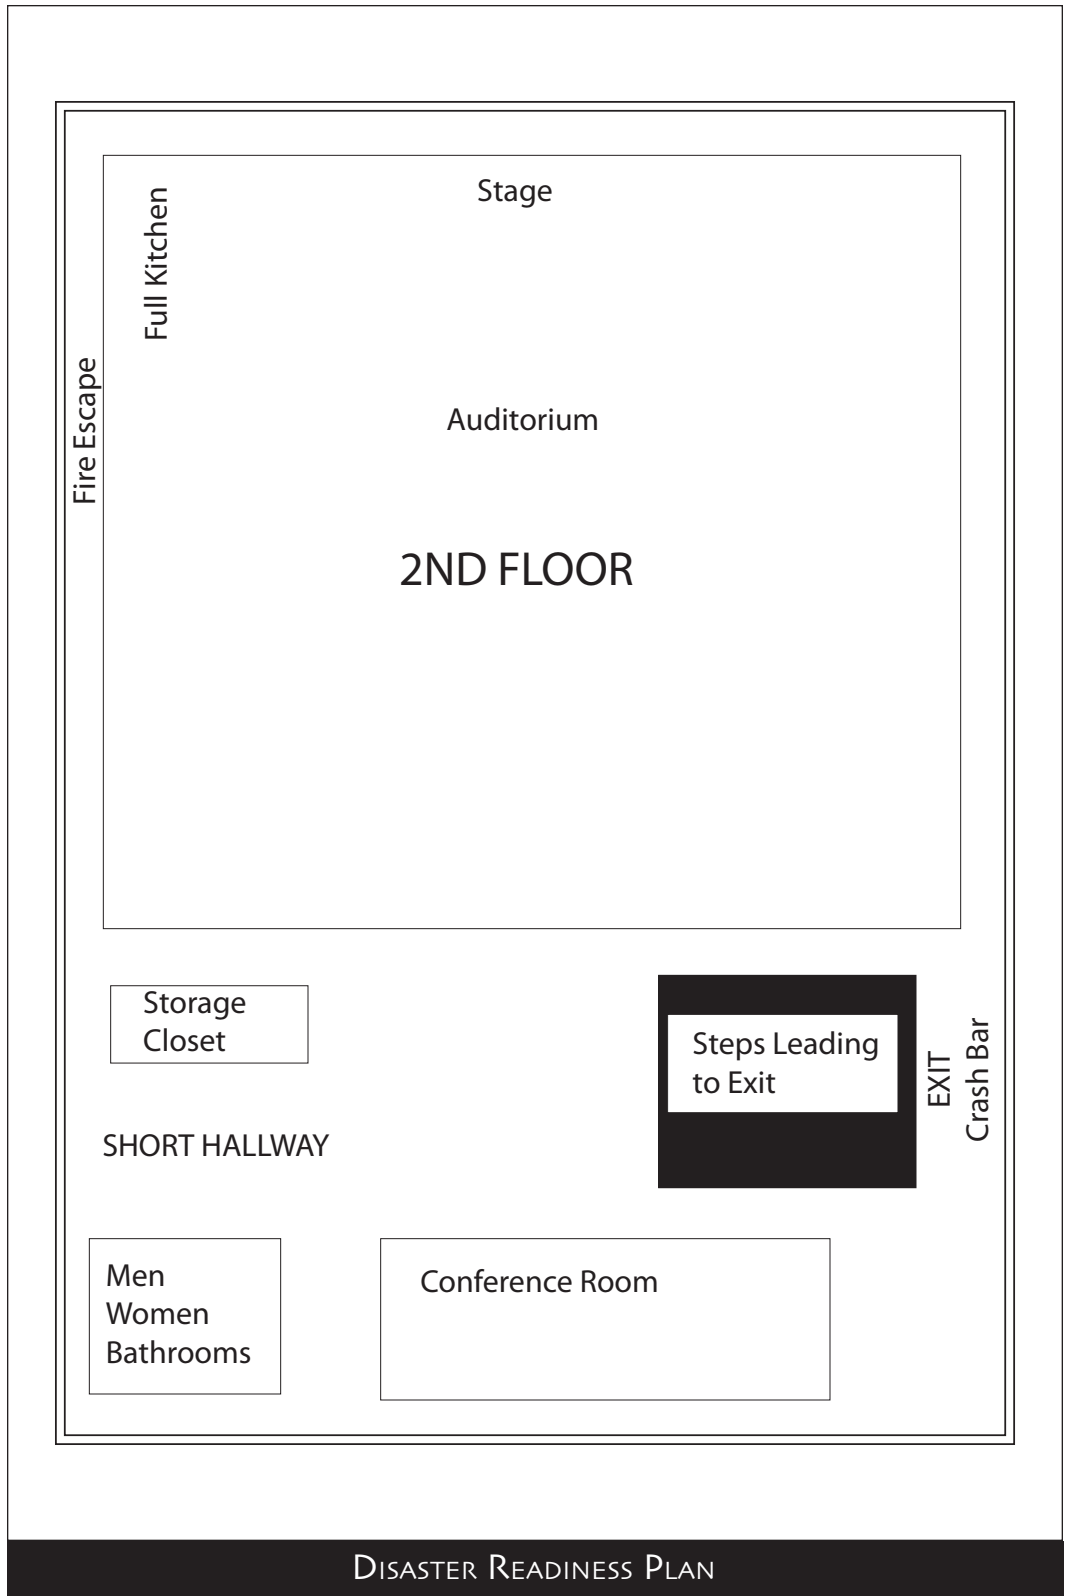 Stage
Full Kitchen
Fire Escape
Auditorium
2ND FLOOR
Storage
Closet
Steps Leading
to Exit
EXIT
Crash Bar
SHORT HALLWAY
Men
Women
Bathrooms
Conference Room
Disaster Readiness Plan